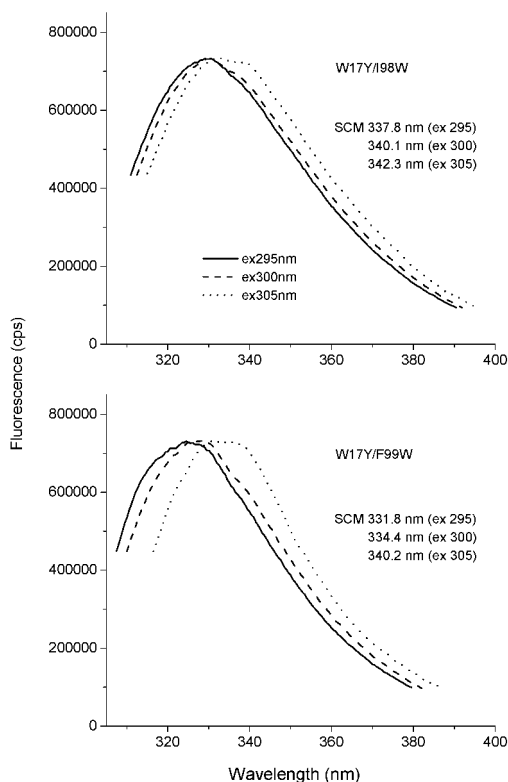 800000
600000
400000
200000
0
320
340
360
380
400
W17Y/I98W
SCM 337.8 nm (ex 295)
340.1 nm (ex 300)
342.3 nm (ex 305)
ex295nm
ex300nm
ex305nm
Fluorescence (cps)
800000
600000
400000
200000
0
320
340
360
380
400
W17Y/F99W
SCM 331.8 nm (ex 295)
334.4 nm (ex 300)
340.2 nm (ex 305)
Wavelength (nm)